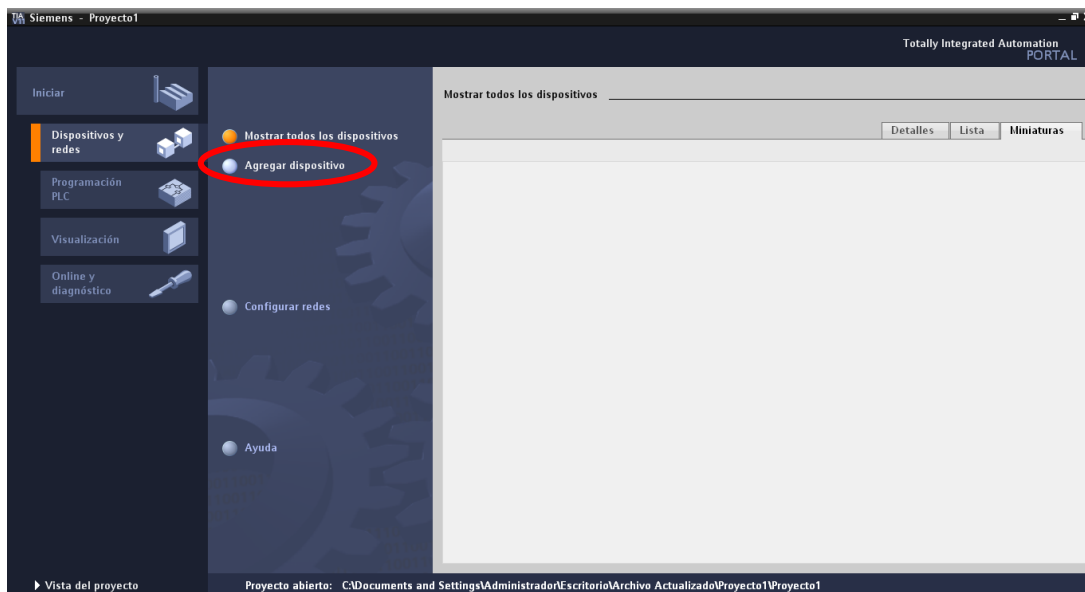 Siemens - Proyecto1
Totally Integrated Automation
PORTAL
Iniciar
Dispositivos y
redes
Programación
PLC
Visualización
Online y
diagnóstico
Mostrar todos los dispositivos
Agregar dispositivo
Configurar redes
Ayuda
Mostrar todos los dispositivos
Detalles Lista Miniaturas
Vista del proyecto
Proyecto abierto: C:\Documents and Settings\Administrador\Escritorio\Archivo Actualizado\Proyecto1\Proyecto1